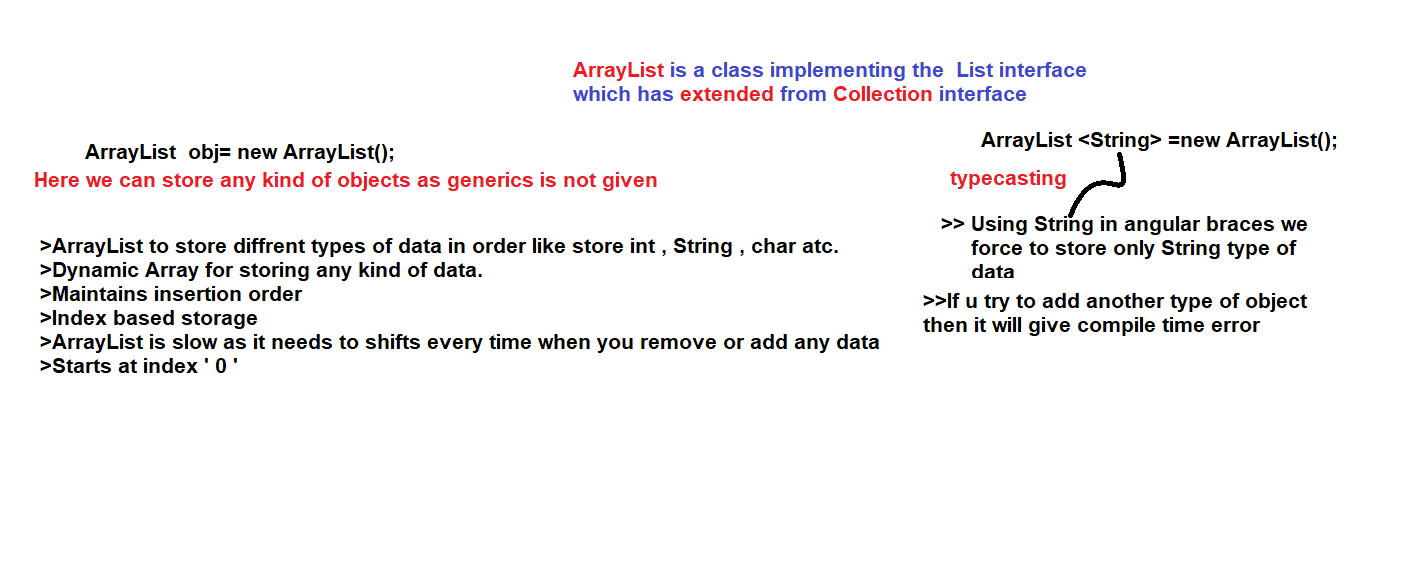 ArrayList is a class implementing the List interface
which has extended from Collection interface
ArrayList obj= new ArrayList();
Here we can store any kind of objects as generics is not given
>ArrayList to store diffrent types of data in order like store int , String , char atc.
>Dynamic Array for storing any kind of data.
>Maintains insertion order
>Index based storage
>ArrayList is slow as it needs to shifts every time when you remove or add any data
>Starts at index ' 0 '
ArrayList <String> =new ArrayList();
typecasting
>> Using String in angular braces we
force to store only String type of
data
>>If u try to add another type of object
then it will give compile time error